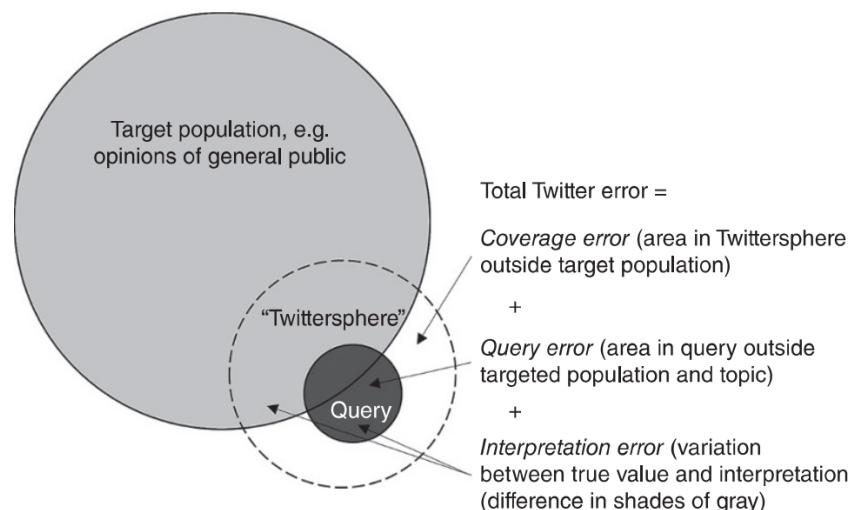 Target population, e.g.
opinions of general public
Total Twitter error =
Coverage error (area in Twittersphere
outside target population)
+
"Twittersphere"
Query error (area in query outside
targeted population and topic)
+
Query
Interpretation error (variation
between true value and interpretation
(difference in shades of gray)